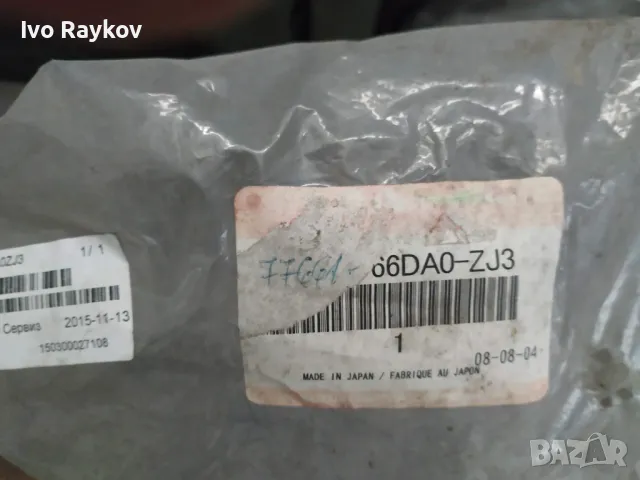 Ivo Raykov
0ZJ3 1/ 1
Сервиз 2015-11-13
150300027108
77661-66DA0-ZJ3
1
08-08-04
MADE IN JAPAN / FABRIQUE AU JAPON
BAZAR